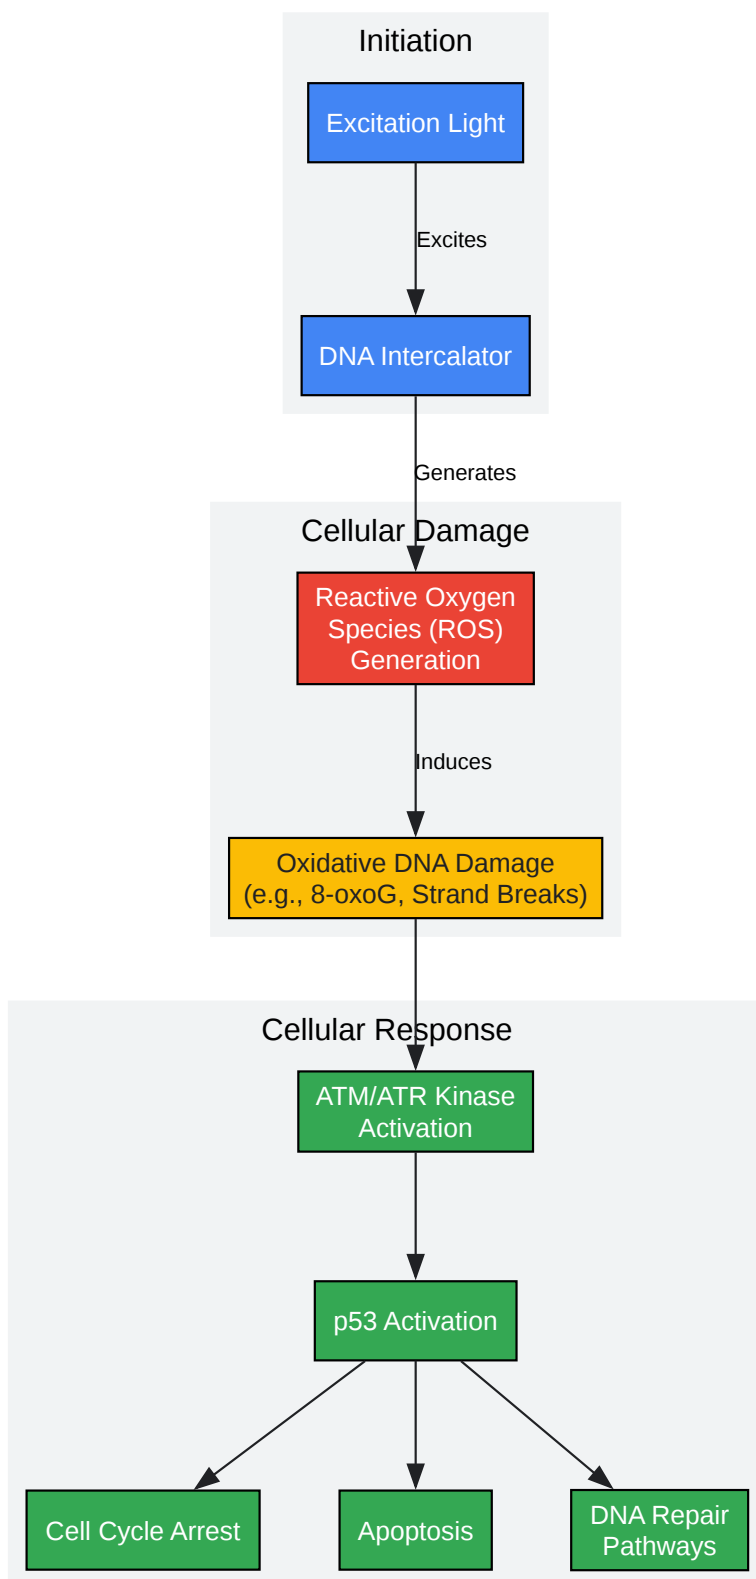 Initiation
Excitation Light
Excites
DNA Intercalator
Generates
Cellular Damage
Reactive Oxygen
Species (ROS)
Generation
Induces
Oxidative DNA Damage
(e.g., 8-oxoG, Strand Breaks)
Cellular Response
ATM/ATR Kinase
Activation
p53 Activation
Cell Cycle Arrest
Apoptosis
DNA Repair
Pathways